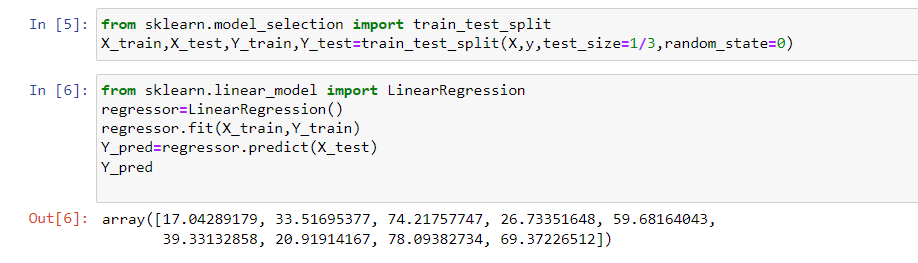 In [5]: from sklearn.model_selection import train_test_split
X_train,X_test,Y_train,Y_test=train_test_split(X,y,test_size=1/3,random_state=0)
In [6]: from sklearn.linear_model import LinearRegression
regressor=LinearRegression()
regressor.fit(X_train,Y_train)
Y_pred=regressor.predict(X_test)
Y_pred
Out[6]: array([17.04289179, 33.51695377, 74.21757747, 26.73351648, 59.68164043,
39.33132858, 20.91914167, 78.09382734, 69.37226512])